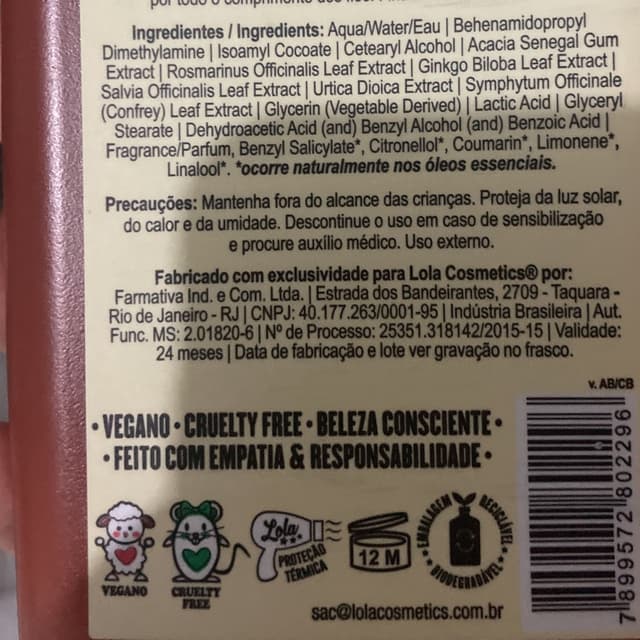 por todo o comprimento dos
Ingredientes / Ingredients: Aqua/Water/Eau | Behenamidopropyl
Dimethylamine | Isoamyl Cocoate | Cetearyl Alcohol | Acacia Senegal Gum
Extract | Rosmarinus Officinalis Leaf Extract | Ginkgo Biloba Leaf Extract |
Salvia Officinalis Leaf Extract | Urtica Dioica Extract | Symphytum Officinale
(Confrey) Leaf Extract | Glycerin (Vegetable Derived) | Lactic Acid | Glyceryl
Stearate | Dehydroacetic Acid (and) Benzyl Alcohol (and) Benzoic Acid |
Fragrance/Parfum, Benzyl Salicylate*, Citronellol*, Coumarin*, Limonene*,
Linalool*. *ocorre naturalmente nos óleos essenciais.
Precauções: Mantenha fora do alcance das crianças. Proteja da luz solar,
do calor e da umidade. Descontinue o uso em caso de sensibilização
e procure auxílio médico. Uso externo.
Fabricado com exclusividade para Lola Cosmetics® por:
Farmativa Ind. e Com. Ltda. | Estrada dos Bandeirantes, 2709 - Taquara -
Rio de Janeiro - RJ | CNPJ: 40.177.263/0001-95 | Indústria Brasileira | Aut.
Func. MS: 2.01820-6 | Nº de Processo: 25351.318142/2015-15 | Validade:
24 meses | Data de fabricação e lote ver gravação no frasco.
v. AB/CB
• VEGANO • CRUELTY FREE • BELEZA CONSCIENTE •
• FEITO COM EMPATIA & RESPONSABILIDADE •
VEGANO
CRUELTY
FREE
Lola
PROTEÇÃO
TÉRMICA
12 M
EMBALAGEM RECICLÁVEL
• BIODEGRADÁVEL •
sac@lolacosmetics.com.br
7 899572 802296